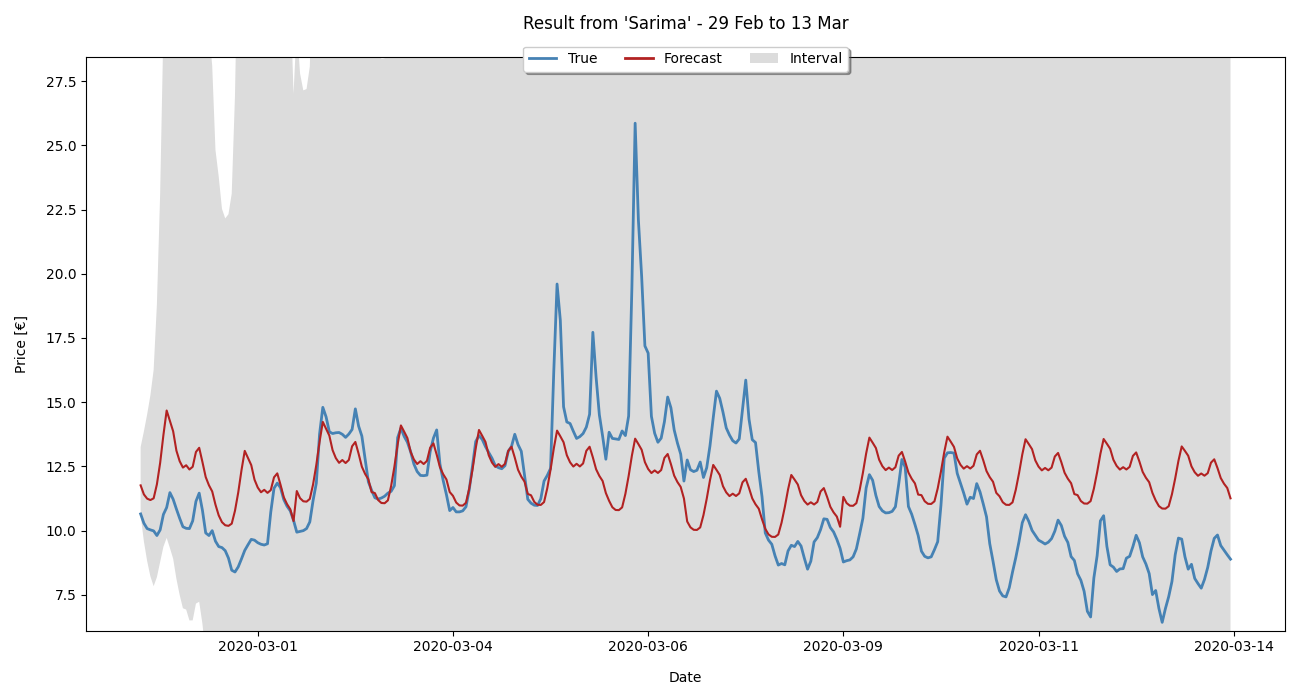 Result from 'Sarima' - 29 Feb to 13 Mar
True Forecast Interval
27.5
25.0
22.5
20.0
17.5
15.0
12.5
10.0
7.5
Price [€]
2020-03-01 2020-03-04 2020-03-06 2020-03-09 2020-03-11 2020-03-14
Date